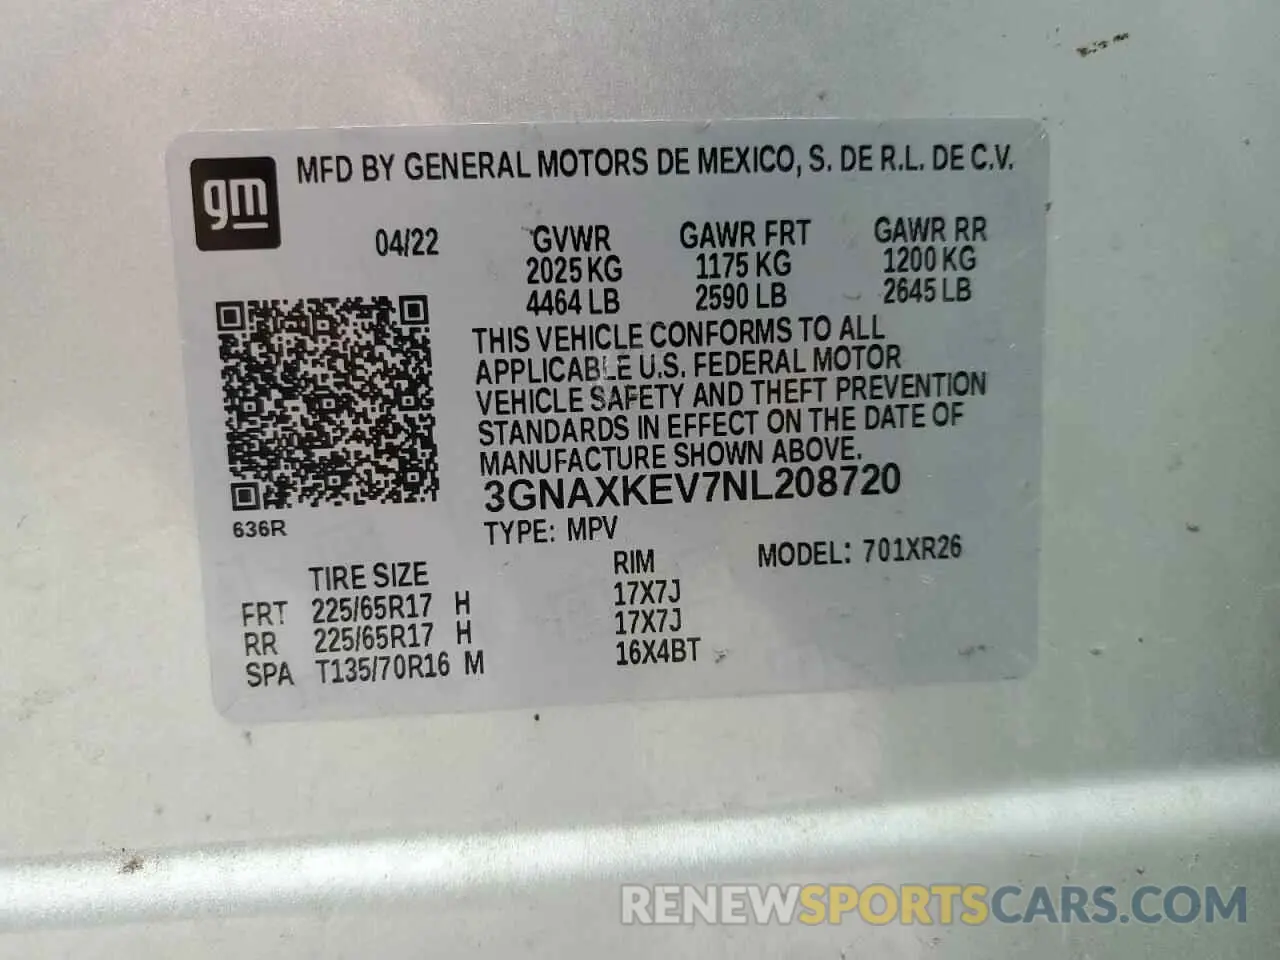 gm MFD BY GENERAL MOTORS DE MEXICO, S. DE R.L. DE C.V.
04/22 GVWR GAWR FRT GAWR RR
2025 KG 1175 KG 1200 KG
4464 LB 2590 LB 2645 LB
THIS VEHICLE CONFORMS TO ALL
APPLICABLE U.S. FEDERAL MOTOR
VEHICLE SAFETY AND THEFT PREVENTION
STANDARDS IN EFFECT ON THE DATE OF
MANUFACTURE SHOWN ABOVE.
3GNAXKEV7NL208720
636R
TYPE: MPV MODEL: 701XR26
TIRE SIZE RIM
FRT 225/65R17 H 17X7J
RR 225/65R17 H 17X7J
SPA T135/70R16 M 16X4BT
RENEWSPORTSCARS.COM